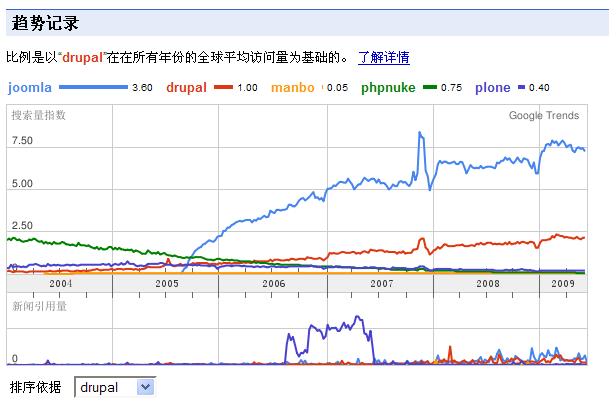 趋势记录
比例是以“drupal”在在所有年份的全球平均访问量为基础的。 了解详情
joomla 3.60 drupal 1.00 manbo 0.05 phpnuke 0.75 plone 0.40
搜索量指数 Google Trends
7.50
5.00
2.50
0
2004 2005 2006 2007 2008 2009
新闻引用量
0
排序依据 drupal